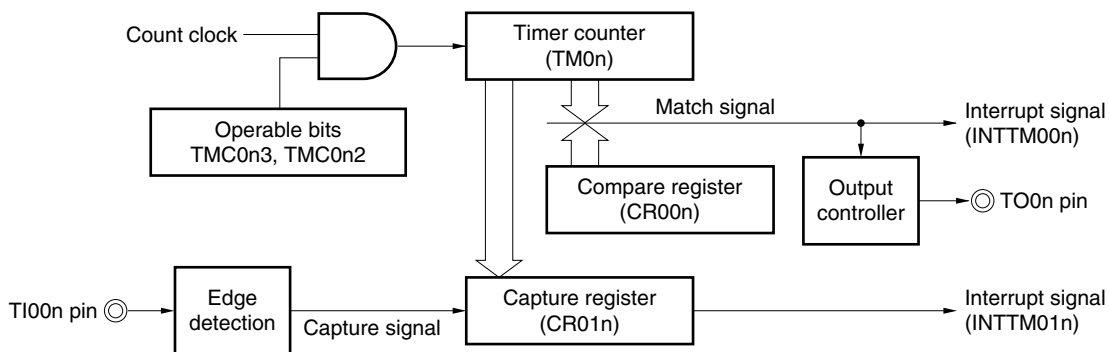 Count clock
Timer counter
(TM0n)
Operable bits
TMC0n3, TMC0n2
Match signal
Interrupt signal
(INTTM00n)
Compare register
(CR00n)
Output
controller
TO0n pin
TI00n pin
Edge
detection
Capture signal
Capture register
(CR01n)
Interrupt signal
(INTTM01n)